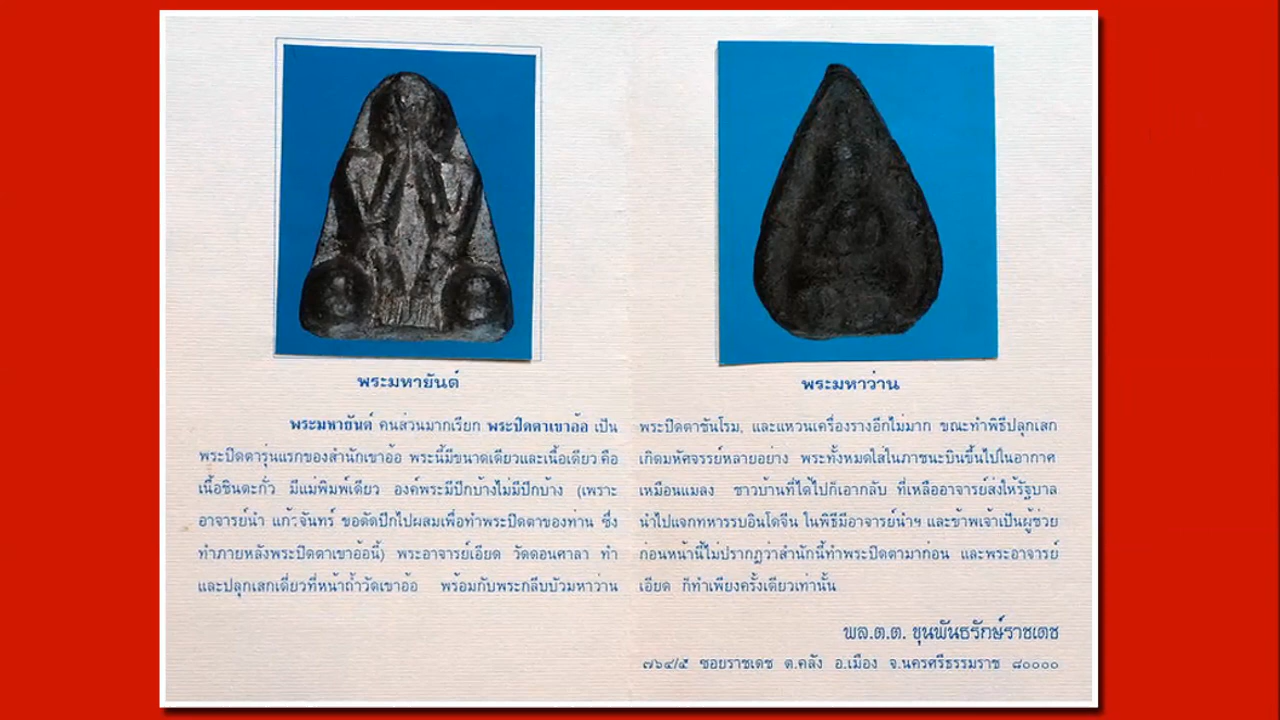 พระมหายันต์
พระมหาว่าน
พระมหายันต์ คนส่วนมากเรียก พระปิดตาเขาอ้อ เป็น
พระปิดตารุ่นแรกของสำนักเขาอ้อ พระนี้มีขนาดเดียวและเนื้อเดียว คือ
เนื้อชินตะกั่ว มีแม่พิมพ์เดียว องค์พระมีปีกบ้างไม่มีปีกบ้าง (เพราะ
อาจารย์นำ แก้วจันทร์ ขอตัดปีกไปผสมเพื่อทำพระปิดตาของท่าน ซึ่ง
ทำภายหลังพระปิดตาเขาอ้อนี้) พระอาจารย์เอียด วัดดอนศาลา ทำ
และปลุกเสกเดี่ยวที่หน้าถ้ำวัดเขาอ้อ พร้อมกับพระกลีบบัวมหาว่าน
พระปิดตาชันโรม, และแหวนเครื่องรางอีกไม่มาก ขณะทำพิธีปลุกเสก
เกิดมหัศจรรย์หลายอย่าง พระทั้งหมดใส่ในภาชนะบินขึ้นไปในอากาศ
เหมือนแมลง ชาวบ้านที่ได้ไปก็เอากลับ ที่เหลืออาจารย์ส่งให้รัฐบาล
นำไปแจกทหารรบอินโดจีน ในพิธีมีอาจารย์นำฯ และข้าพเจ้าเป็นผู้ช่วย
ก่อนหน้านี้ไม่ปรากฏว่าสำนักนี้ทำพระปิดตามาก่อน และพระอาจารย์
เอียด ก็ทำเพียงครั้งเดียวเท่านั้น
พล.ต.ต. ขุนพันธรักษ์ราชเดช
๗๖๔/๕ ซอยราชเดช ต.คลัง อ.เมือง จ.นครศรีธรรมราช ๘๐๐๐๐